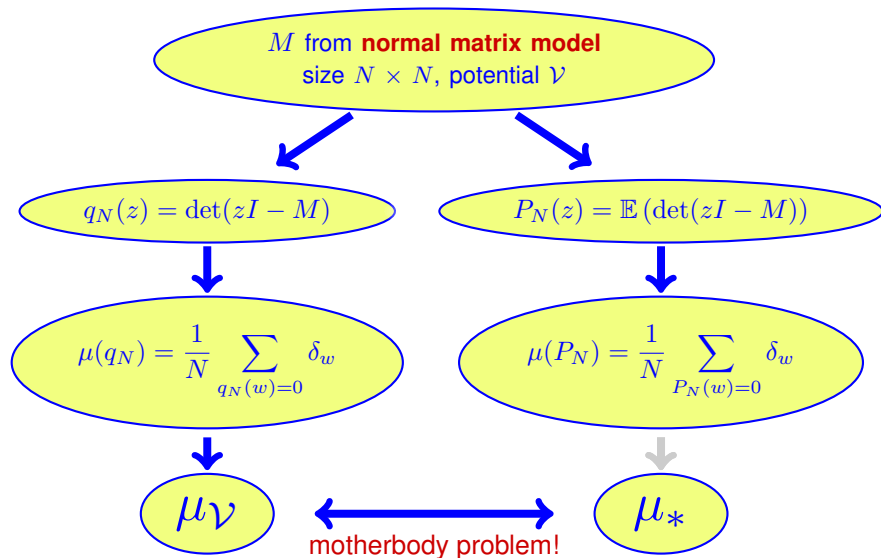 M from normal matrix model
size N × N, potential 𝒱
q_N(z) = det(zI − M)
P_N(z) = 𝔼 (det(zI − M))
μ(q_N) = 1/N ∑_{q_N(w)=0} δ_w
μ(P_N) = 1/N ∑_{P_N(w)=0} δ_w
μ_𝒱
μ_*
motherbody problem!